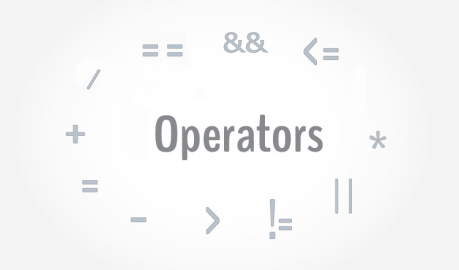 == && <=
/
Operators
+ *
= ||
- > !=